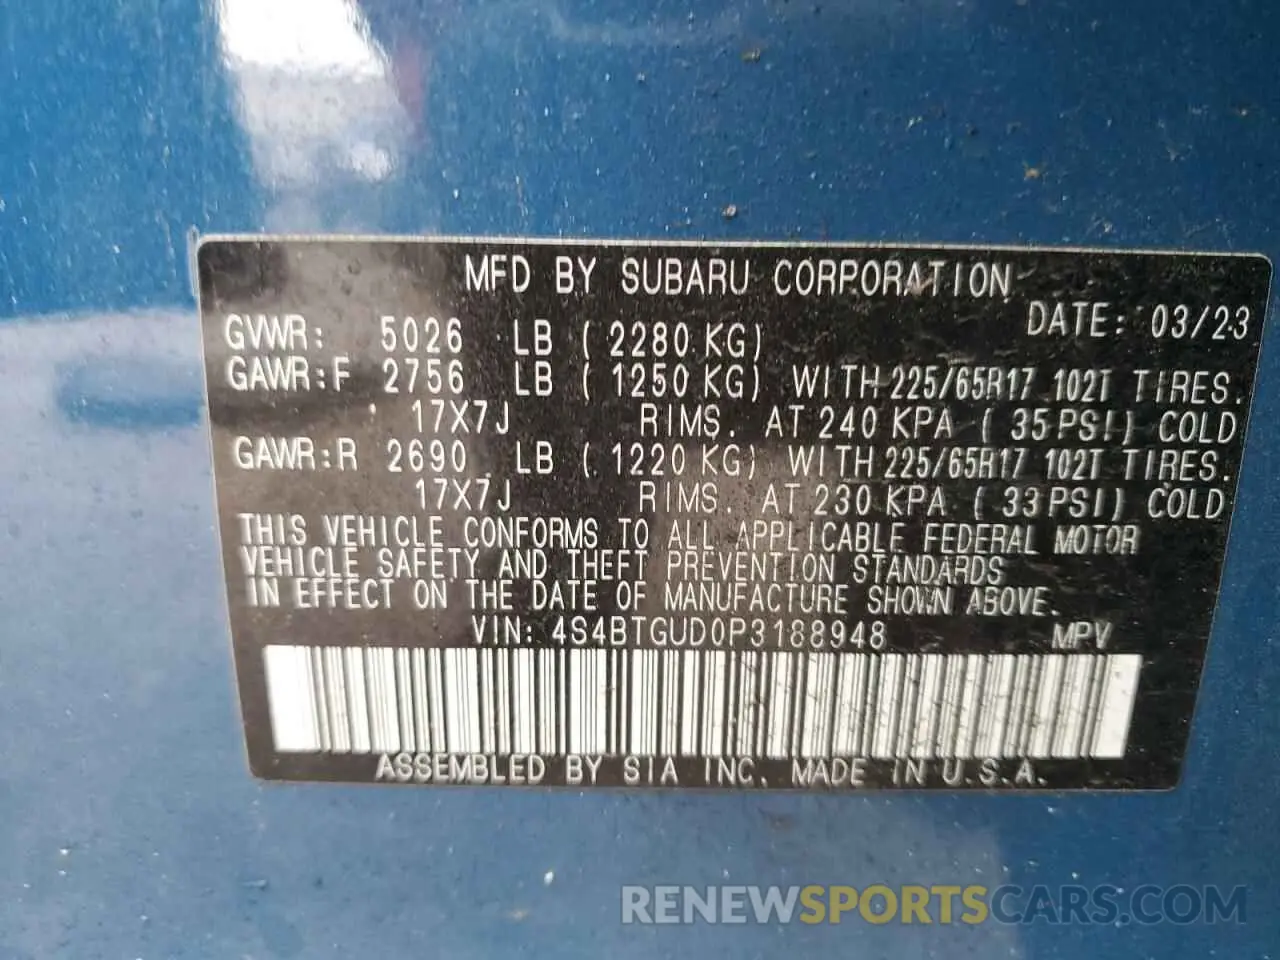 MFD BY SUBARU CORPORATION
DATE: 03/23
GVWR: 5026 LB ( 2280 KG)
GAWR:F 2756 LB ( 1250 KG) WITH 225/65R17 102T TIRES.
17X7J RIMS. AT 240 KPA ( 35 PSI) COLD
GAWR:R 2690 LB ( 1220 KG) WITH 225/65R17 102T TIRES.
17X7J RIMS. AT 230 KPA ( 33 PSI) COLD
THIS VEHICLE CONFORMS TO ALL APPLICABLE FEDERAL MOTOR
VEHICLE SAFETY AND THEFT PREVENTION STANDARDS
IN EFFECT ON THE DATE OF MANUFACTURE SHOWN ABOVE.
VIN: 4S4BTGUD0P3188948 MPV
ASSEMBLED BY SIA INC. MADE IN U.S.A.
RENEWSPORTSCARS.COM